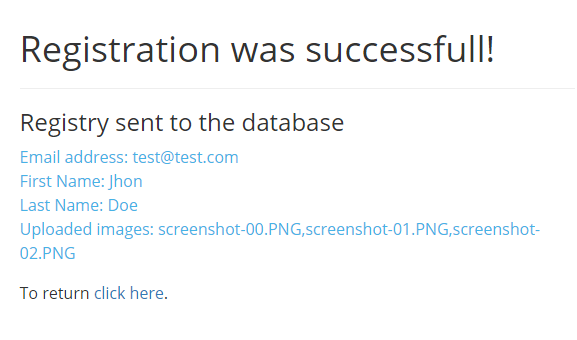 Registration was successfull!
Registry sent to the database
Email address: test@test.com
First Name: Jhon
Last Name: Doe
Uploaded images: screenshot-00.PNG,screenshot-01.PNG,screenshot-
02.PNG
To return click here.